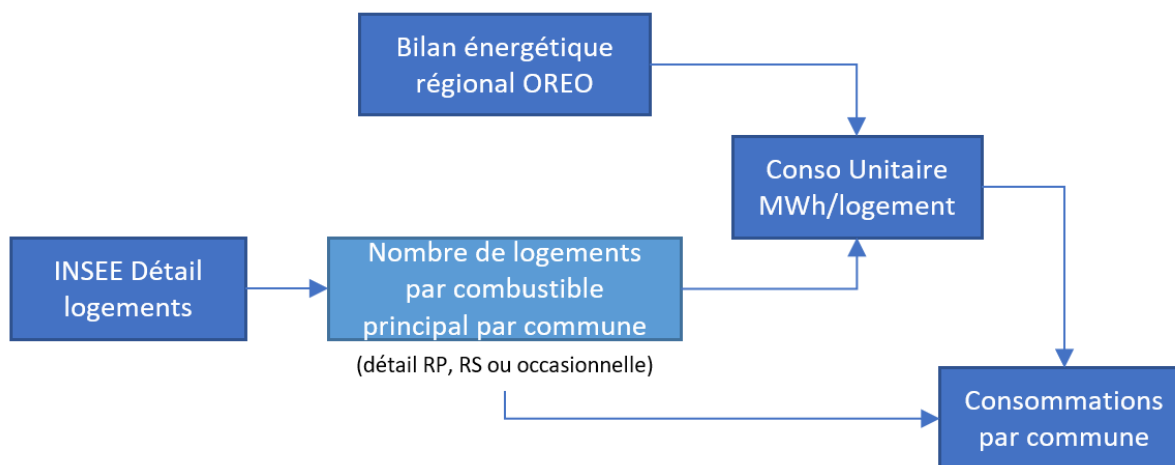 Bilan énergétique
régional OREO
Conso Unitaire
MWh/logement
INSEE Détail
logements
Nombre de logements
par combustible
principal par commune
(détail RP, RS ou occasionnelle)
Consommations
par commune